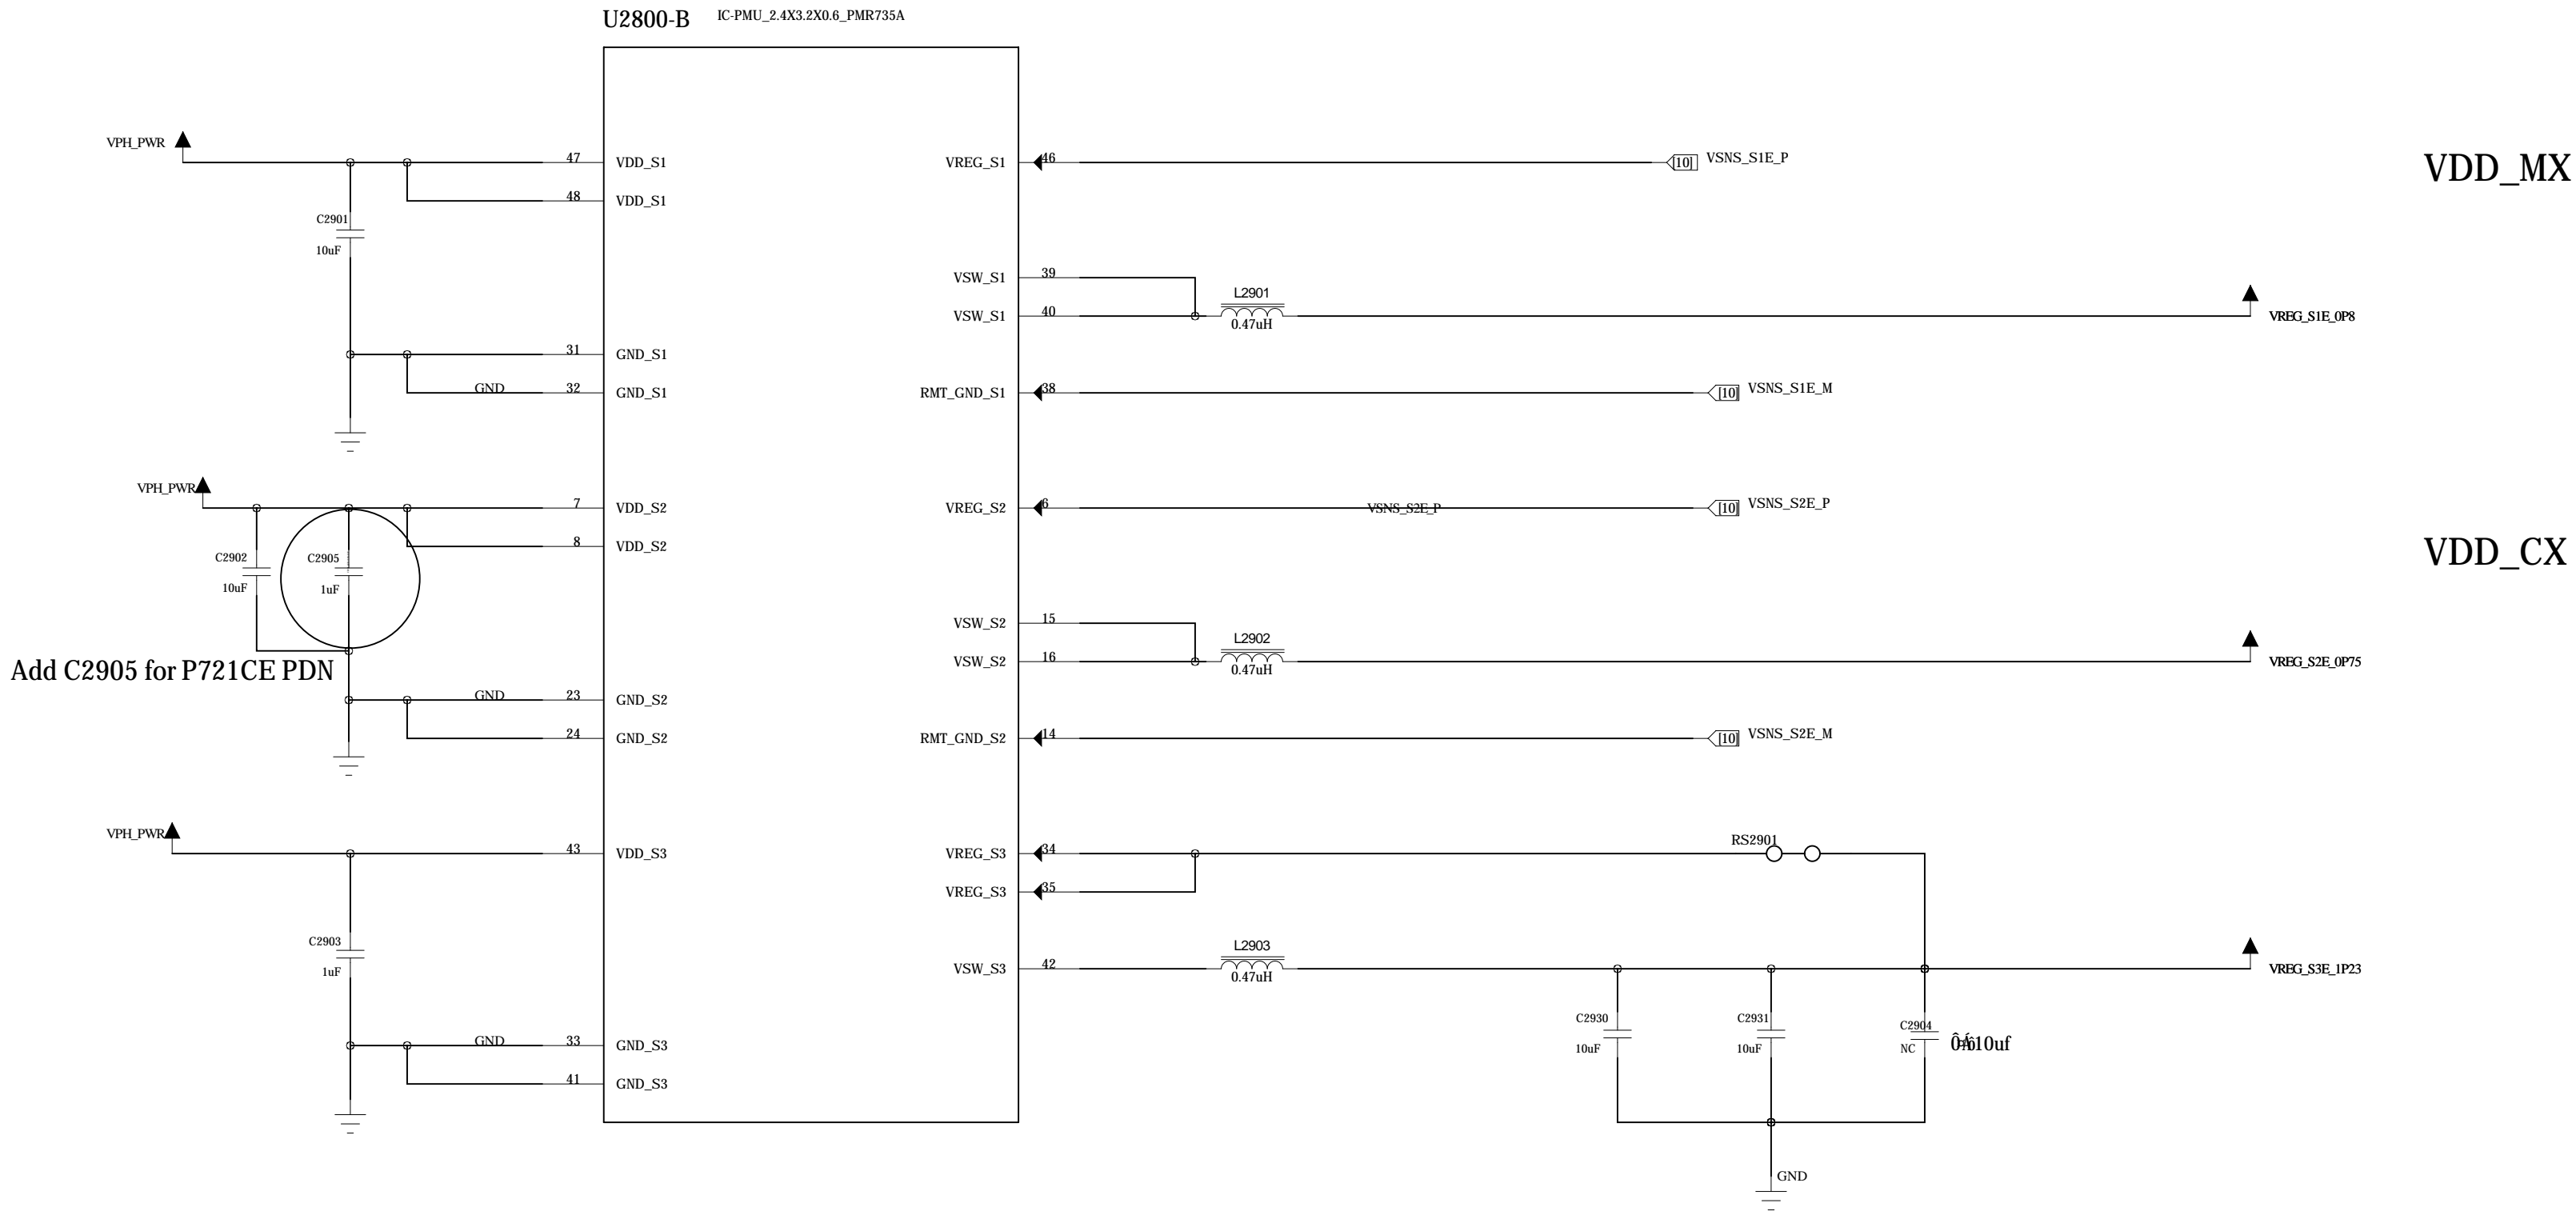 U2800-B IC-PMU_2.4X3.2X0.6_PMR735A
VPH_PWR
47 VDD_S1
VREG_S1 46
[10] VSNS_S1E_P
VDD_MX
48 VDD_S1
C2901
10uF
VSW_S1 39
VSW_S1 40
L2901
0.47uH
VREG_S1E_0P8
31 GND_S1
GND 32 GND_S1
RMT_GND_S1 38
[10] VSNS_S1E_M
VPH_PWR
7 VDD_S2
VREG_S2 6
VSNS_S2E_P
[10] VSNS_S2E_P
VDD_CX
8 VDD_S2
C2902
10uF
C2905
1uF
Add C2905 for P721CE PDN
VSW_S2 15
VSW_S2 16
L2902
0.47uH
VREG_S2E_0P75
GND 23 GND_S2
24 GND_S2
RMT_GND_S2 14
[10] VSNS_S2E_M
VPH_PWR
43 VDD_S3
VREG_S3 34
RS2901
VREG_S3 35
C2903
1uF
VSW_S3 42
L2903
0.47uH
VREG_S3E_1P23
C2930
10uF
C2931
10uF
C2904
NC
10uf
GND 33 GND_S3
41 GND_S3
GND